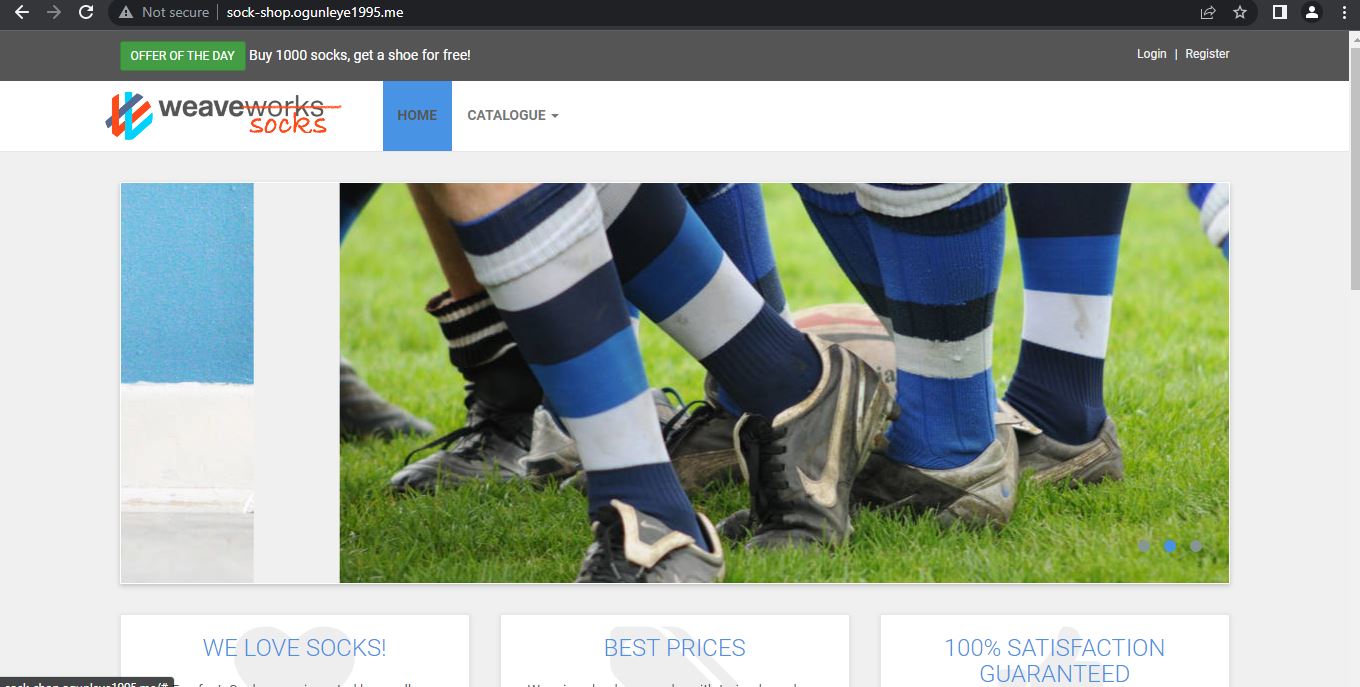 Not secure | sock-shop.ogunleye1995.me
OFFER OF THE DAY Buy 1000 socks, get a shoe for free!
Login | Register
weaveworks
socks
HOME
CATALOGUE
WE LOVE SOCKS!
BEST PRICES
100% SATISFACTION
GUARANTEED